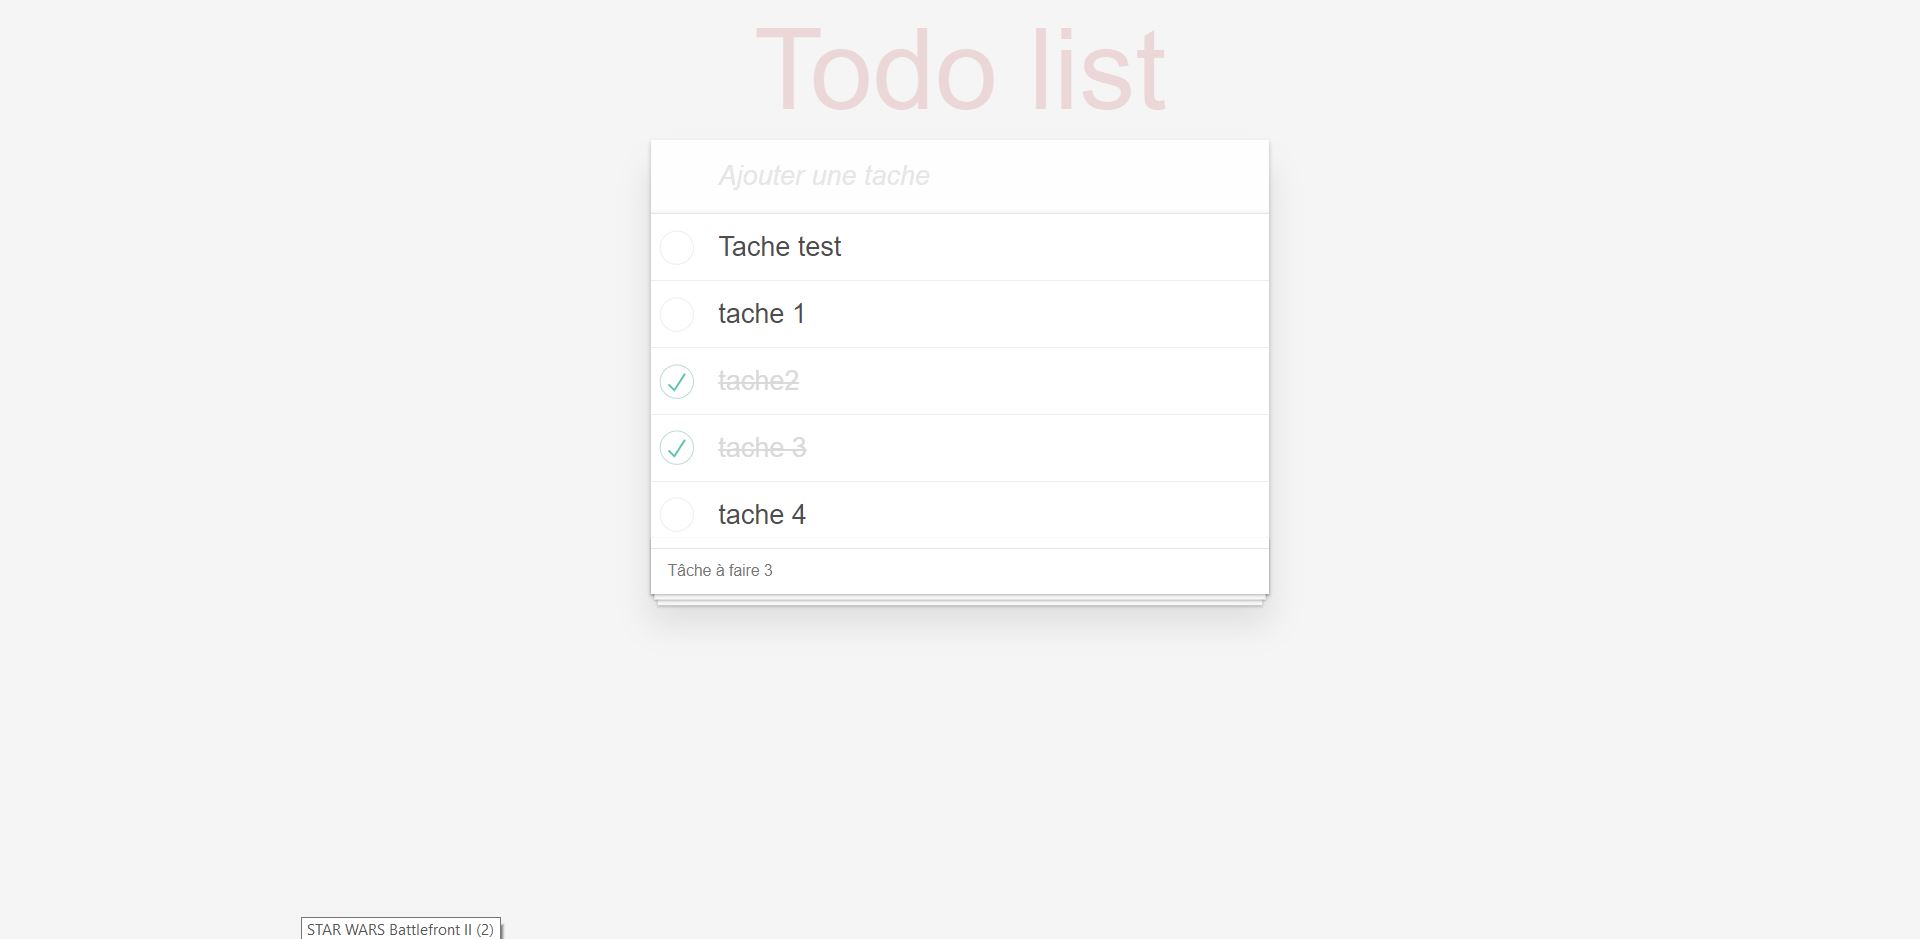 Todo list
Ajouter une tache
Tache test
tache 1
tache2
tache 3
tache 4
Tâche à faire 3
STAR WARS Battlefront II (2)